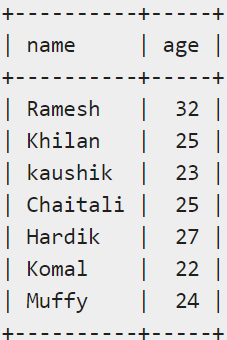 +----------+-----+
| name     | age |
+----------+-----+
| Ramesh   |  32 |
| Khilan   |  25 |
| kaushik  |  23 |
| Chaitali |  25 |
| Hardik   |  27 |
| Komal    |  22 |
| Muffy    |  24 |
+----------+-----+